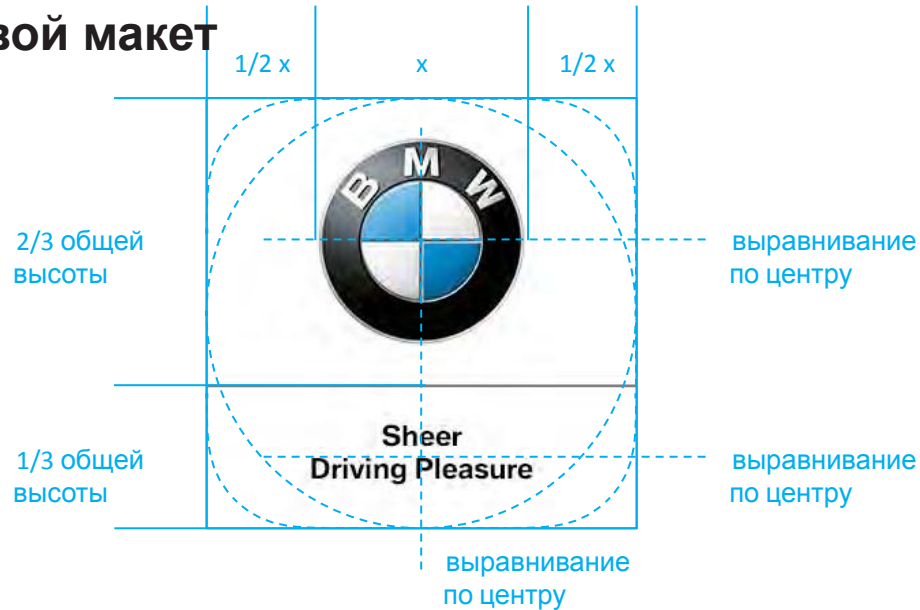 вой макет
1/2 x
x
1/2 x
BMW
2/3 общей
высоты
выравнивание
по центру
Sheer
Driving Pleasure
1/3 общей
высоты
выравнивание
по центру
выравнивание
по центру